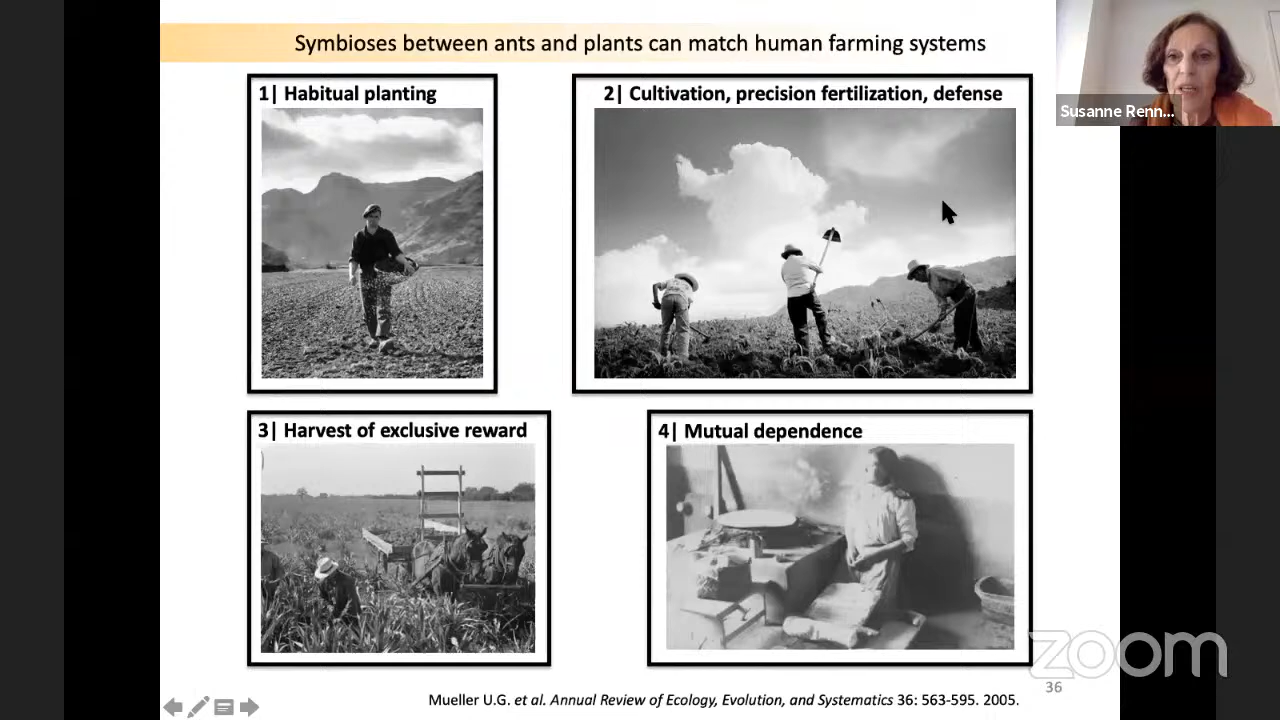 Symbioses between ants and plants can match human farming systems
1| Habitual planting
2| Cultivation, precision fertilization, defense
Susanne Renn...
3| Harvest of exclusive reward
4| Mutual dependence
zoom
36
Mueller U.G. et al. Annual Review of Ecology, Evolution, and Systematics 36: 563-595. 2005.